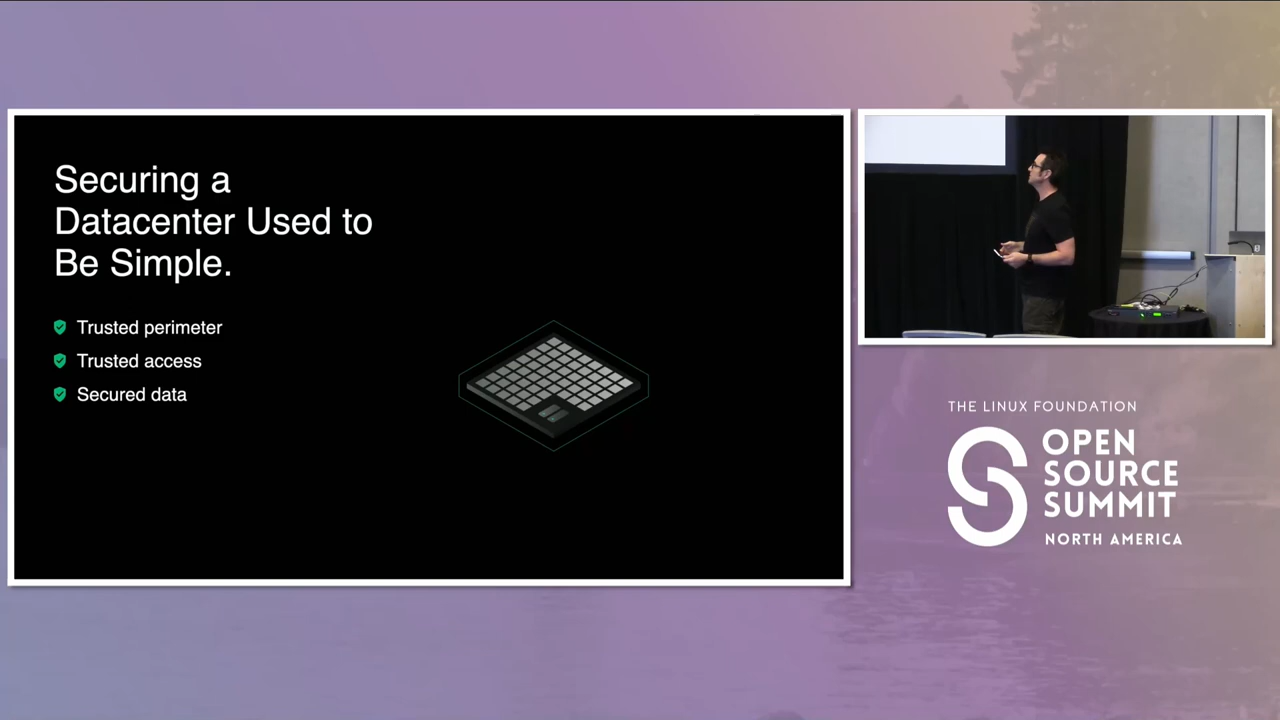 Securing a
Datacenter Used to
Be Simple.
Trusted perimeter
Trusted access
Secured data
THE LINUX FOUNDATION
OPEN
SOURCE
SUMMIT
NORTH AMERICA